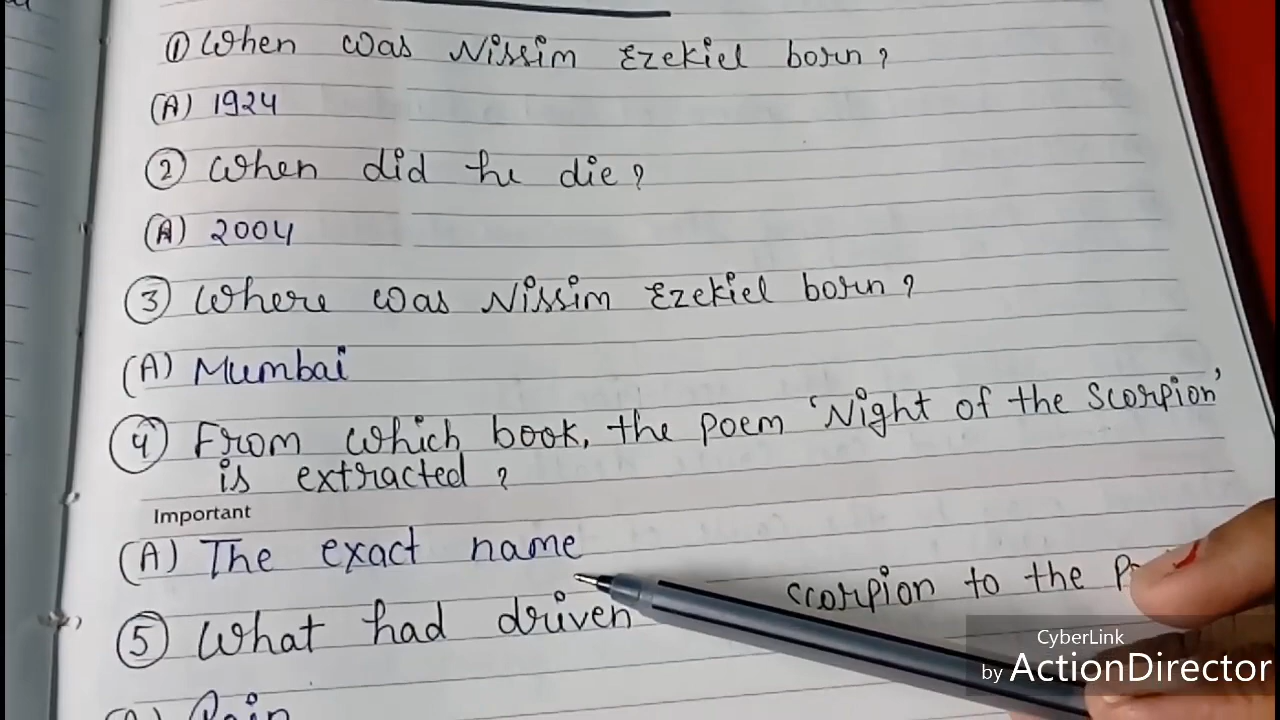 ① When was Nissim Ezekiel born?
(A) 1924
② When did he die?
(A) 2004
③ Where was Nissim Ezekiel born?
(A) Mumbai
④ From which book, the poem 'Night of the Scorpion'
is extracted?
Important
(A) The exact name
⑤ What had driven scorpion to the
(A) Rain
CyberLink
by ActionDirector